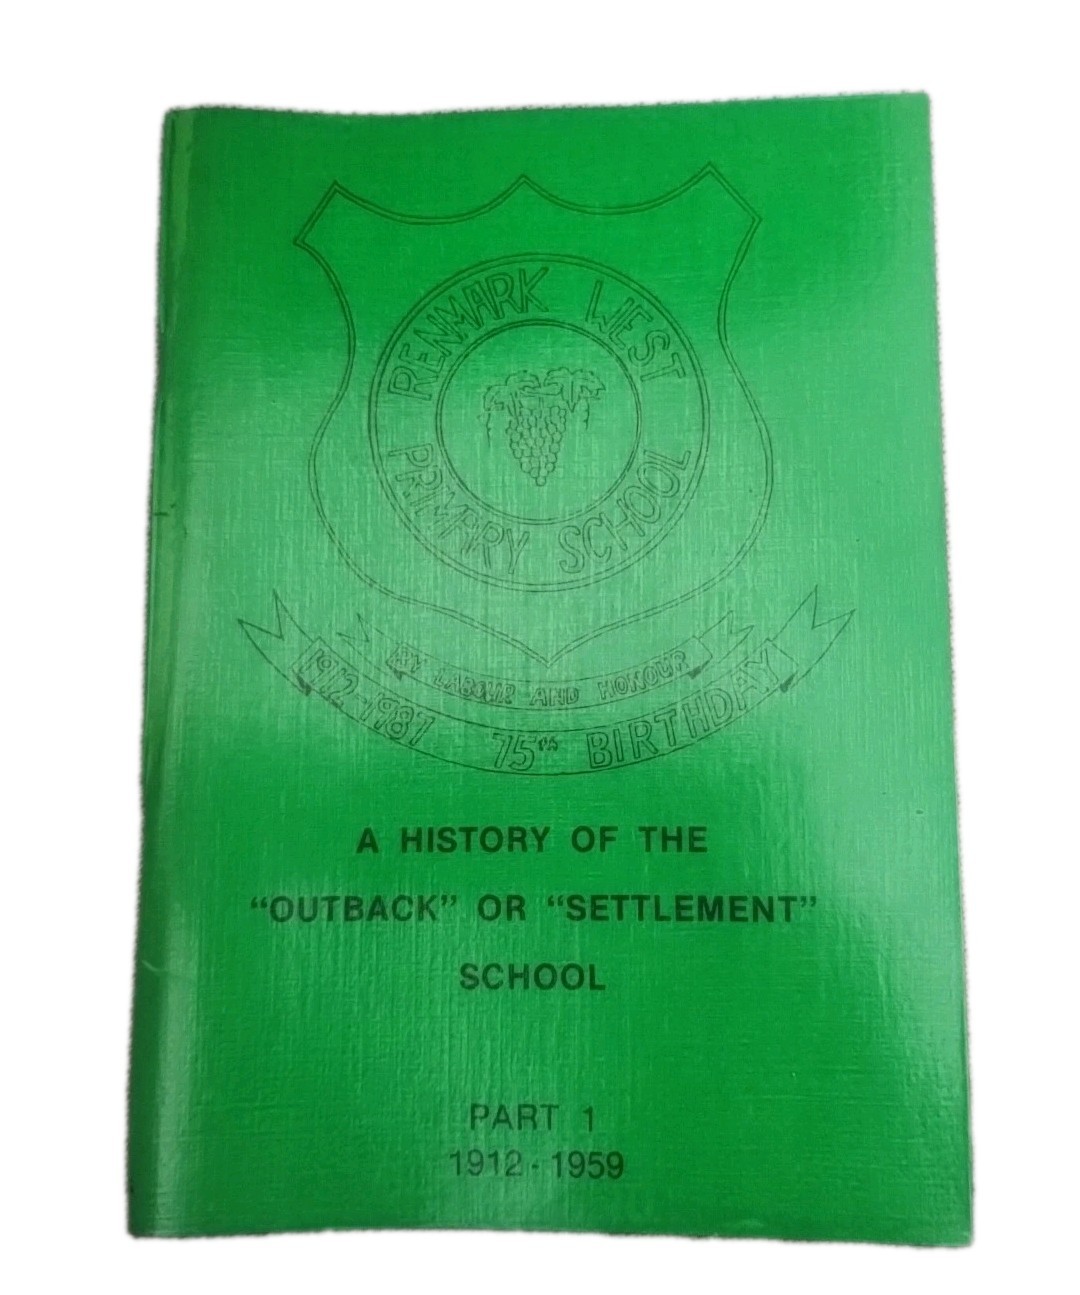 RENMARK WEST
PRIMARY SCHOOL
BY LABOUR AND HONOUR
1912-1987 75th BIRTHDAY
A HISTORY OF THE
“OUTBACK” OR “SETTLEMENT”
SCHOOL
PART 1
1912 - 1959